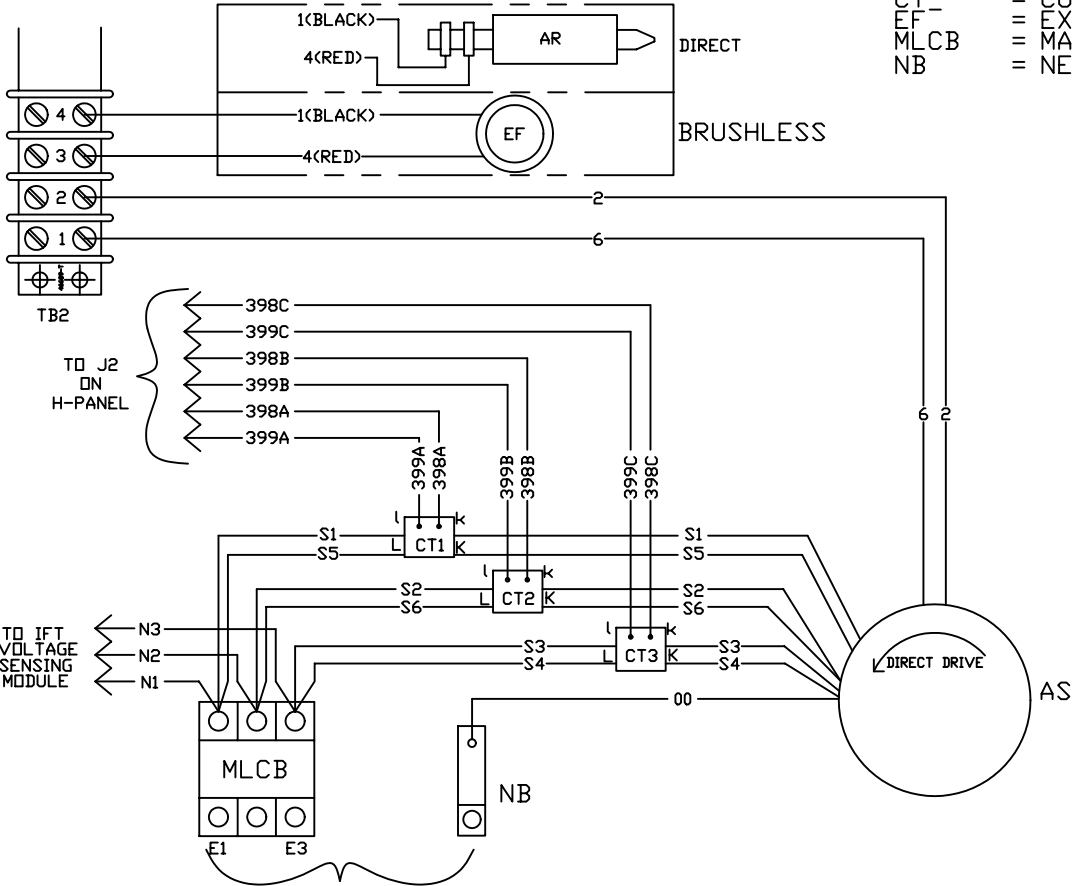 1(BLACK)
AR
4(RED)
DIRECT
EF = EX
MLCB = MA
NB = NE
4
1(BLACK)
EF
BRUSHLESS
3
4(RED)
2
2
1
6
TB2
398C
399C
TO J2
ON
H-PANEL
398B
399B
398A
399A
6 2
399A
398A
399B
398B
399C
398C
l k
S1
S1
L CT1 K
S5
S5
l k
S2
S2
L CT2 K
S6
S6
l k
S3
S3
L CT3 K
S4
S4
TO IFT
VOLTAGE
SENSING
MODULE
N3
N2
N1
DIRECT DRIVE
AS
00
MLCB
NB
E1
E3